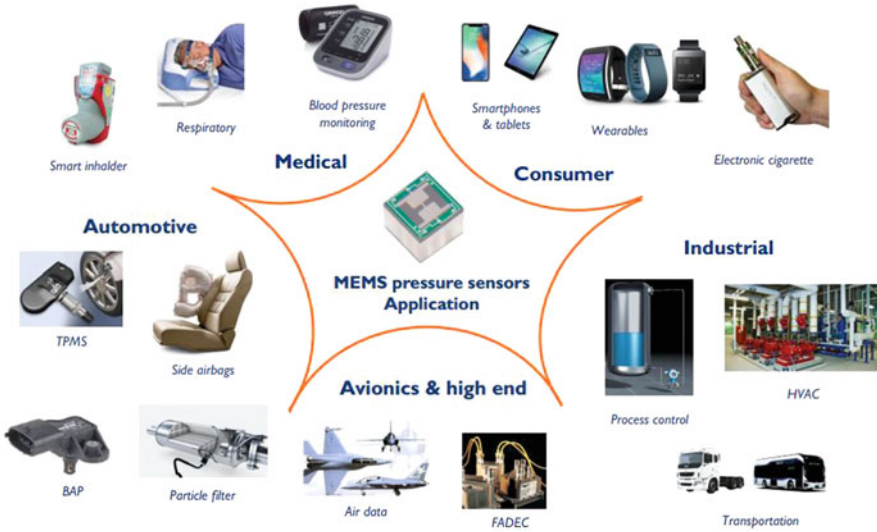 Blood pressure
monitoring
Respiratory
Smart inhalder
Medical
Smartphones
& tablets
Wearables
Electronic cigarette
Consumer
Automotive
TPMS
Side airbags
BAP
Particle filter
MEMS pressure sensors
Application
Industrial
Process control
HVAC
Transportation
Avionics & high end
Air data
FADEC